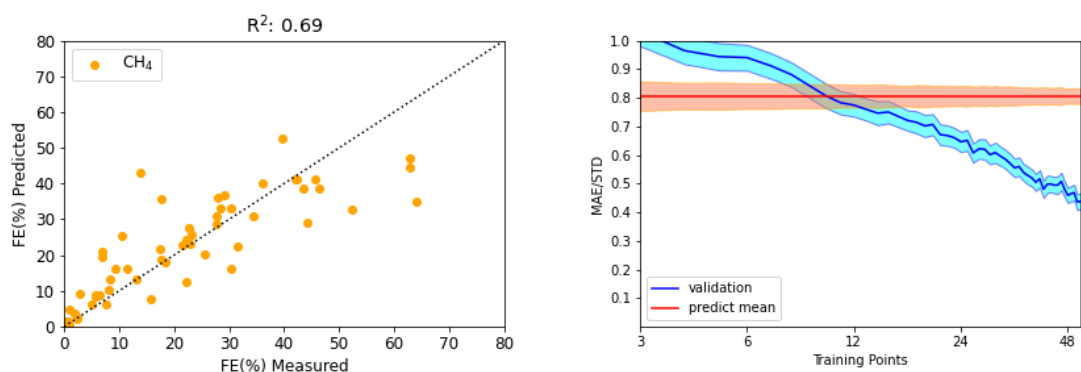 R²: 0.69
80
70
60
50
40
30
20
10
0
FE(%) Predicted
CH₄
0 10 20 30 40 50 60 70 80
FE(%) Measured
1.0
0.9
0.8
0.7
0.6
0.5
0.4
0.3
0.2
0.1
MAE/STD
validation
predict mean
3 6 12 24 48
Training Points